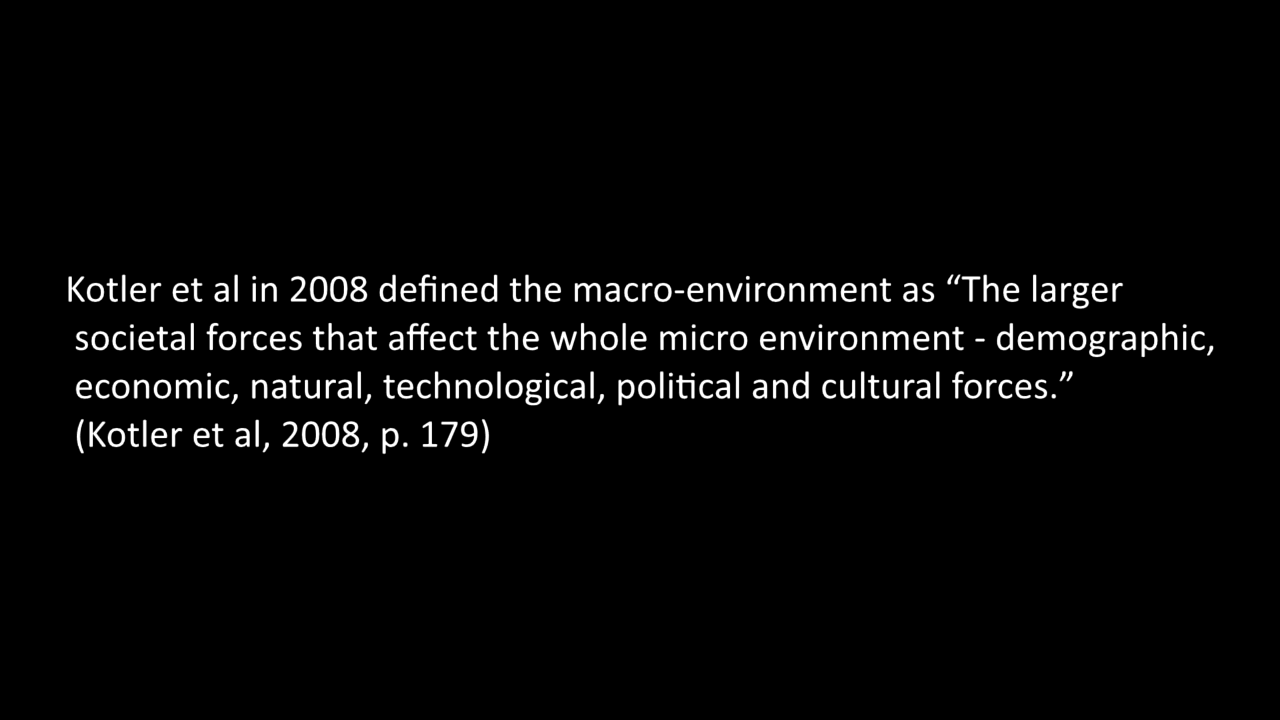 Kotler et al in 2008 defined the macro-environment as “The larger
societal forces that affect the whole micro environment - demographic,
economic, natural, technological, political and cultural forces.”
(Kotler et al, 2008, p. 179)